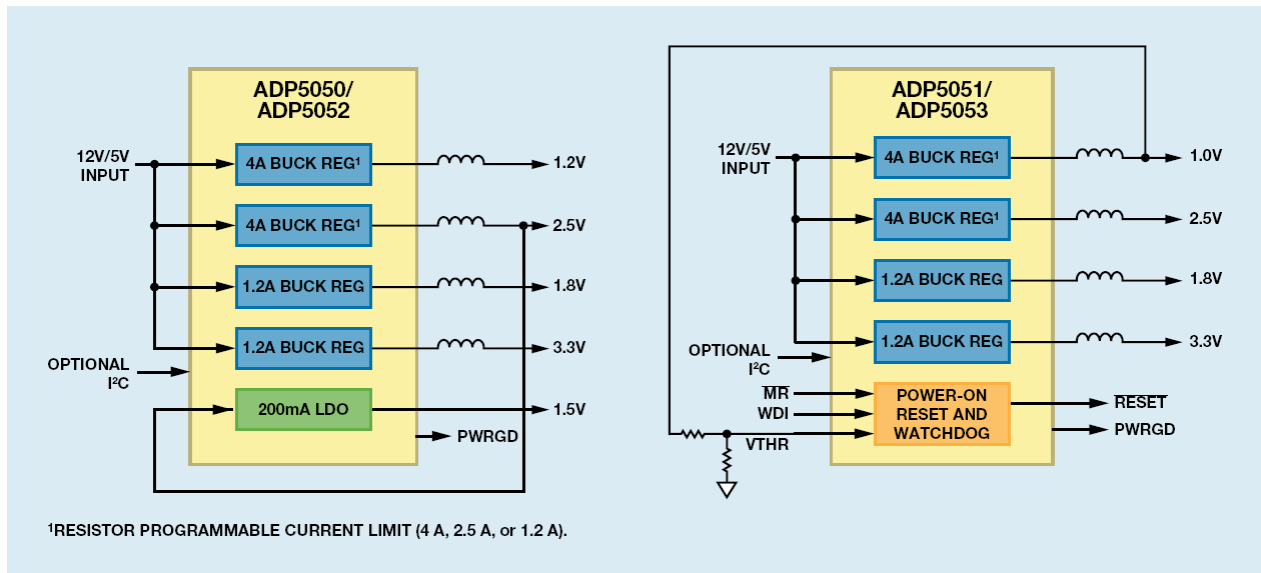 ADP5050/
ADP5052
12V/5V
INPUT
4A BUCK REG¹
1.2V
4A BUCK REG¹
2.5V
1.2A BUCK REG
1.8V
1.2A BUCK REG
3.3V
OPTIONAL
I²C
200mA LDO
1.5V
PWRGD
ADP5051/
ADP5053
12V/5V
INPUT
4A BUCK REG¹
1.0V
4A BUCK REG¹
2.5V
1.2A BUCK REG
1.8V
1.2A BUCK REG
3.3V
OPTIONAL
I²C
M̅R̅
WDI
VTHR
POWER-ON
RESET AND
WATCHDOG
R̅E̅S̅E̅T̅
PWRGD
¹RESISTOR PROGRAMMABLE CURRENT LIMIT (4 A, 2.5 A, or 1.2 A).